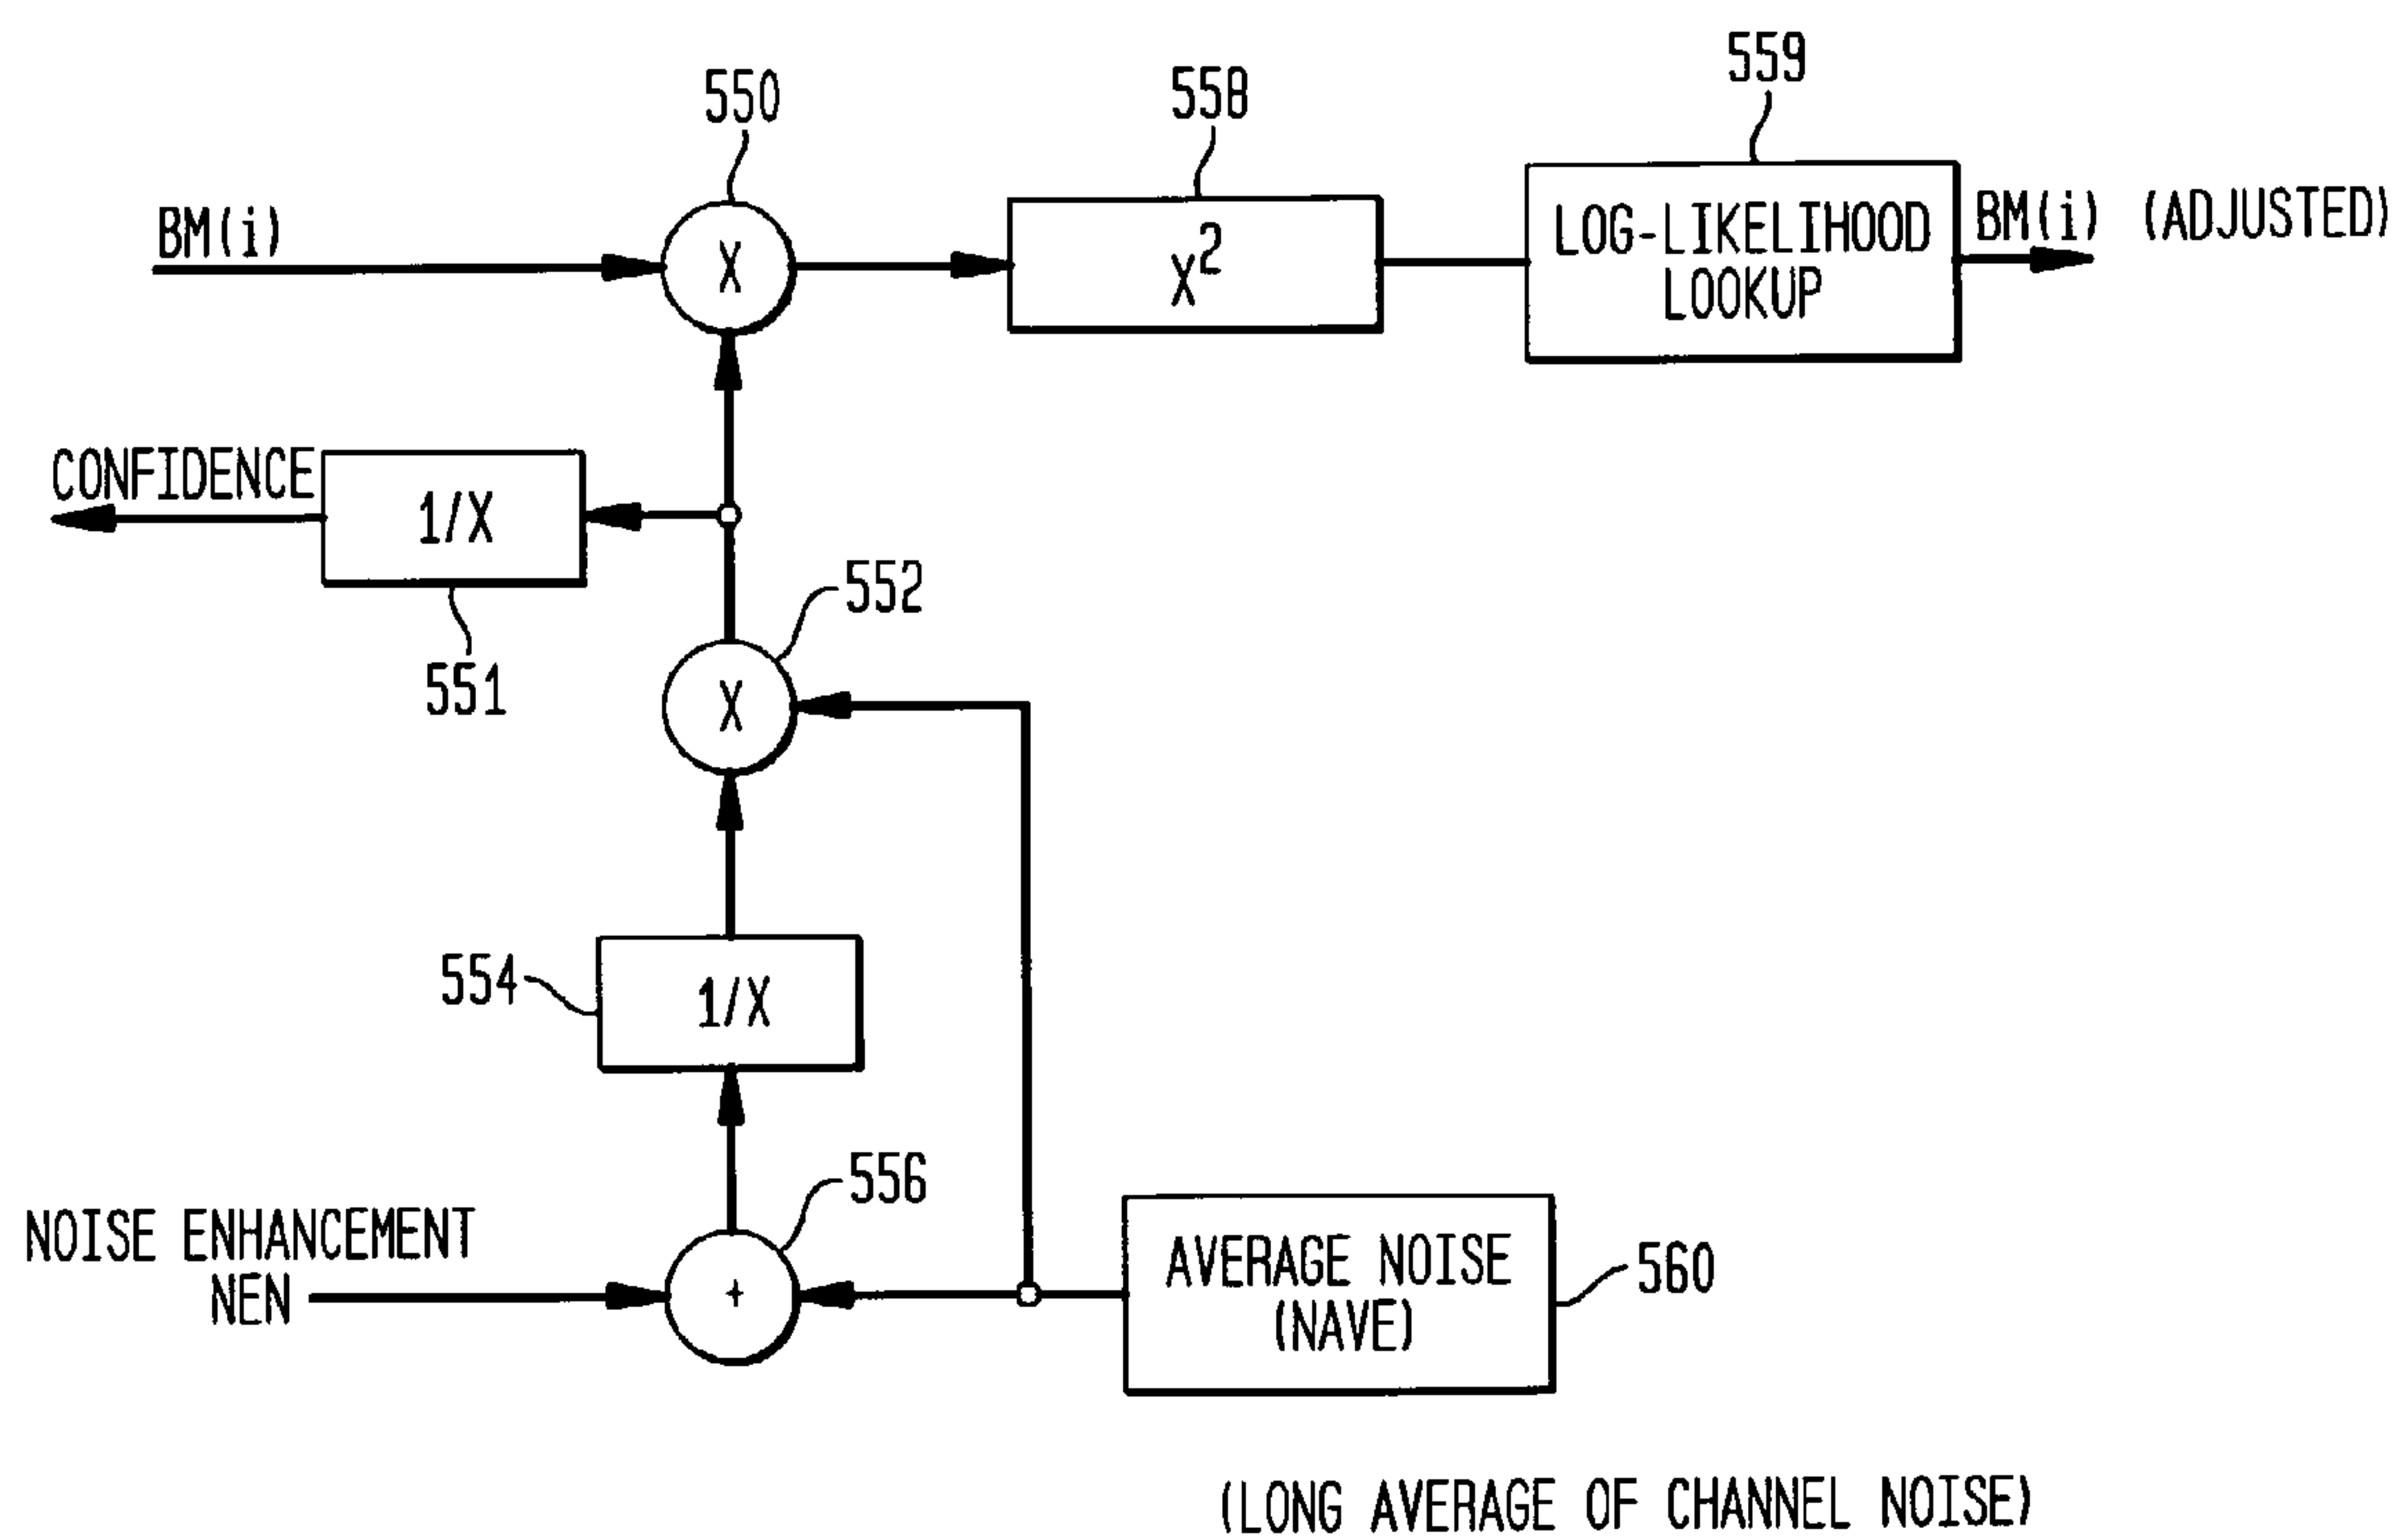 559
550
558
BM(i)
X
X²
LOG-LIKELIHOOD
LOOKUP
BM(i) (ADJUSTED)
CONFIDENCE
1/X
551
552
X
554
1/X
556
NOISE ENHANCEMENT
NEN
+
AVERAGE NOISE
(NAVE)
560
(LONG AVERAGE OF CHANNEL NOISE)